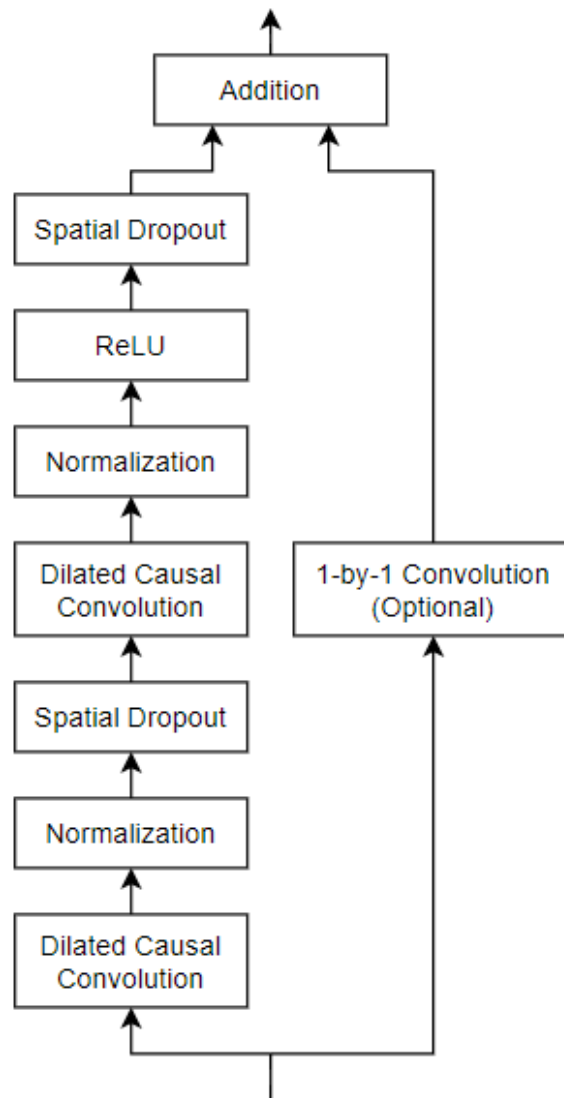 Addition
Spatial Dropout
ReLU
Normalization
Dilated Causal
Convolution
1-by-1 Convolution
(Optional)
Spatial Dropout
Normalization
Dilated Causal
Convolution